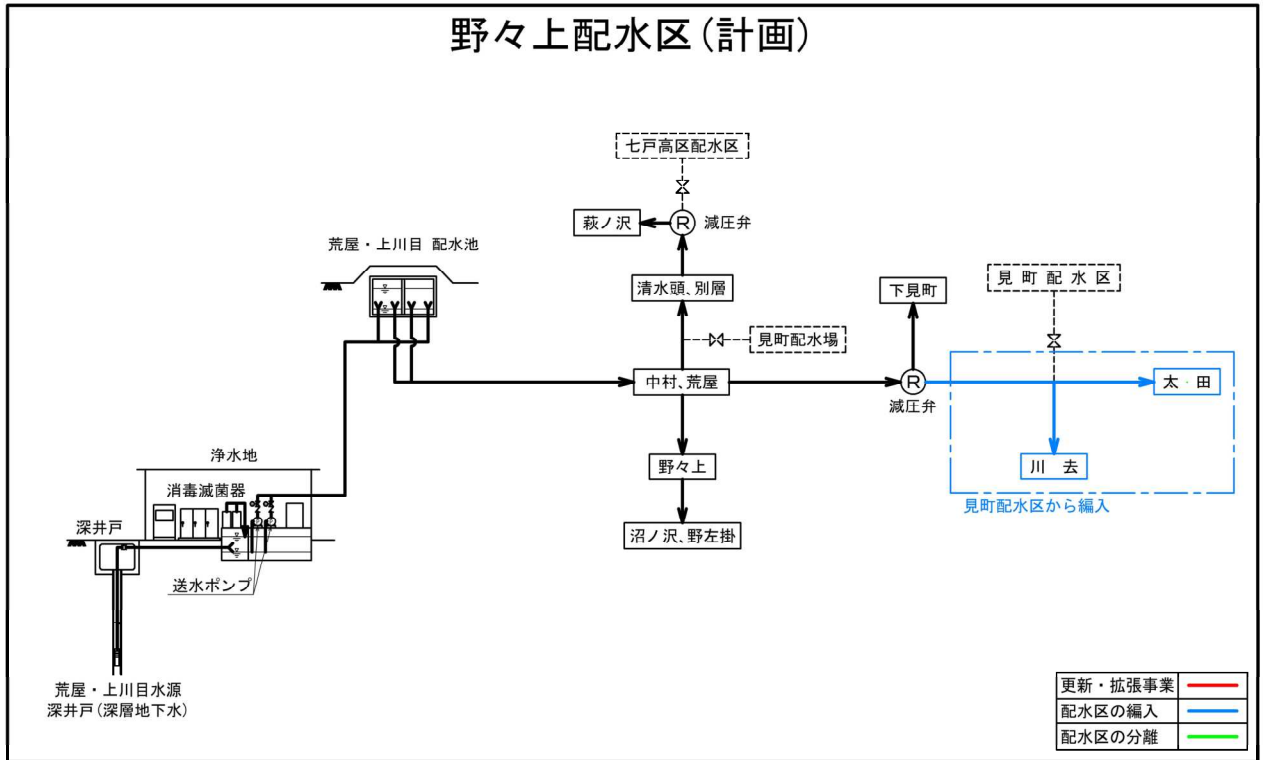 野々上配水区(計画)
七戸高区配水区
萩ノ沢
R
減圧弁
荒屋・上川目 配水池
清水頭、別層
下見町
見町配水区
見町配水場
中村、荒屋
R
減圧弁
太 田
川 去
野々上
見町配水区から編入
沼ノ沢、野左掛
浄水地
消毒滅菌器
深井戸
送水ポンプ
荒屋・上川目水源
深井戸(深層地下水)
更新・拡張事業
配水区の編入
配水区の分離